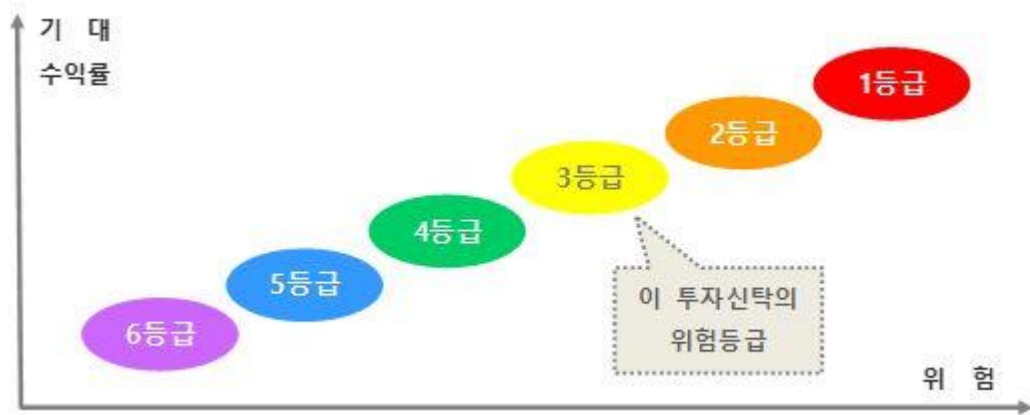 기 대
수익률
1등급
2등급
3등급
4등급
5등급
6등급
이 투자신탁의
위험등급
위 험